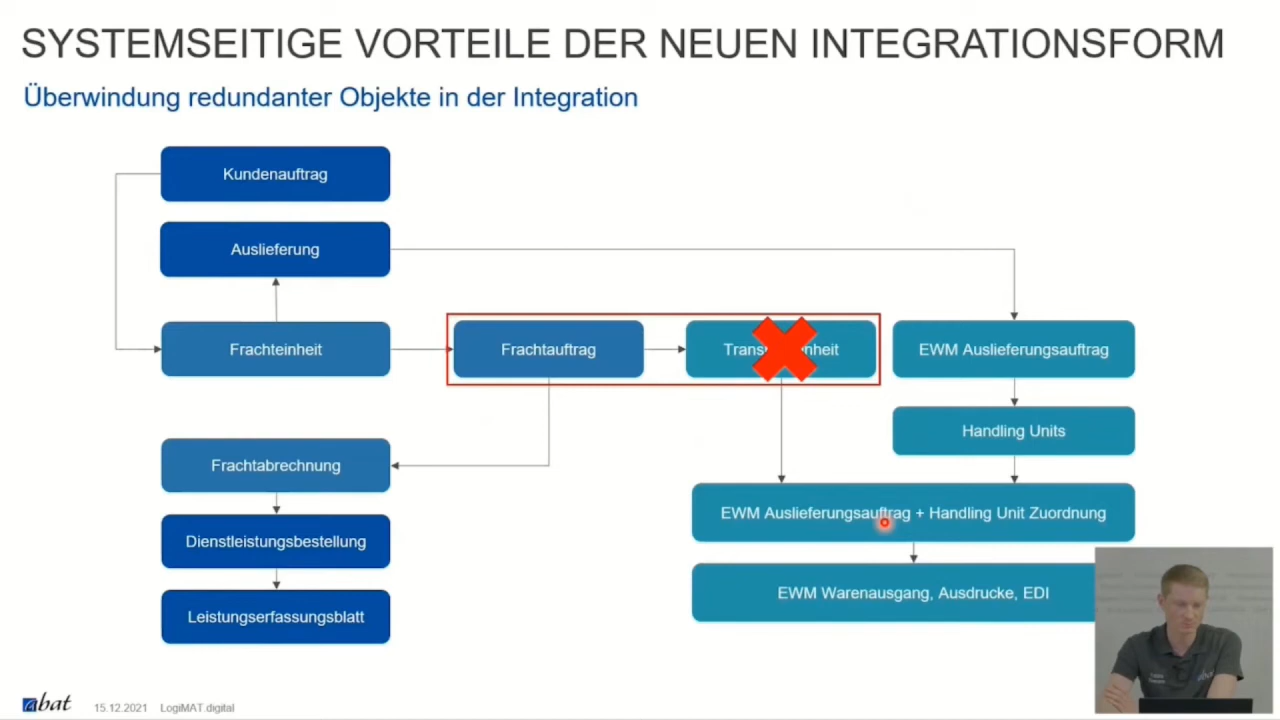 SYSTEMSEITIGE VORTEILE DER NEUEN INTEGRATIONSFORM
Überwindung redundanter Objekte in der Integration
Kundenauftrag
Auslieferung
Frachteinheit
Frachtauftrag
EWM Auslieferungsauftrag
Handling Units
Frachtabrechnung
EWM Auslieferungsauftrag + Handling Unit Zuordnung
Dienstleistungsbestellung
EWM Warenausgang, Ausdrucke, EDI
Leistungserfassungsblatt
abat
15.12.2021
LogiMAT.digital